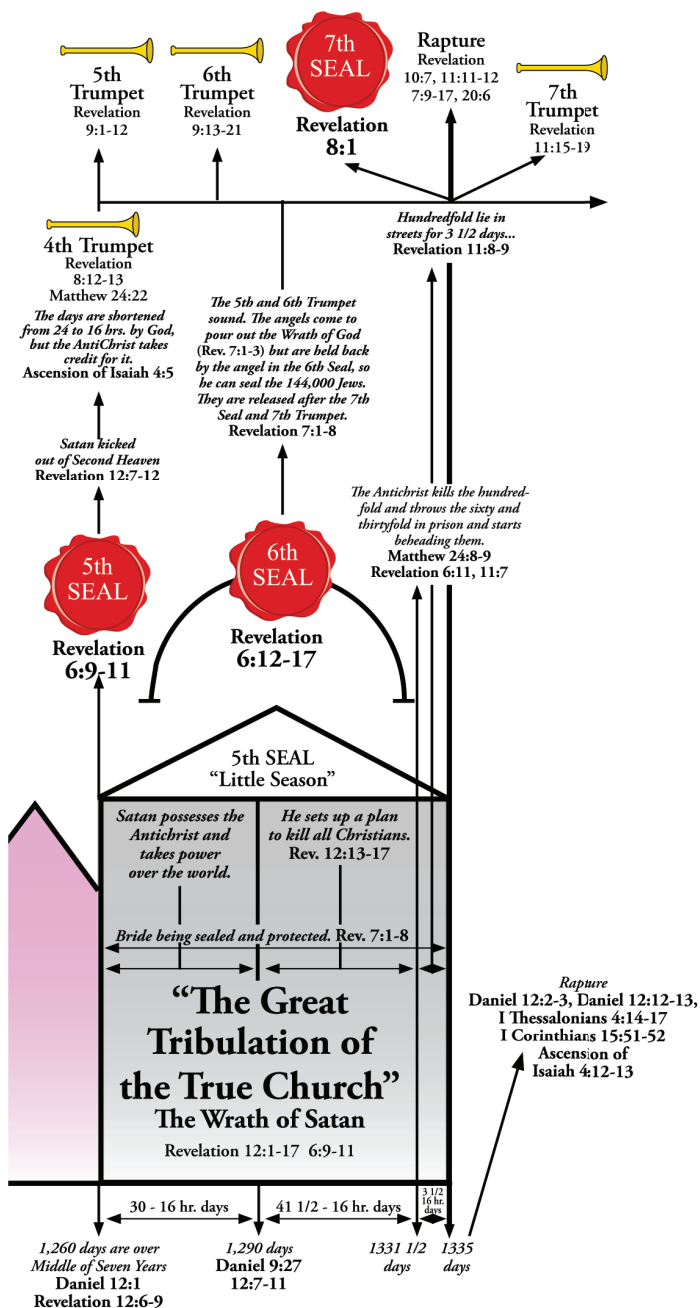 5th
Trumpet
Revelation
9:1-12
6th
Trumpet
Revelation
9:13-21
7th
SEAL
Revelation
8:1
Rapture
Revelation
10:7, 11:11-12
7:9-17, 20:6
7th
Trumpet
Revelation
11:15-19
4th Trumpet
Revelation
8:12-13
Matthew 24:22
The days are shortened
from 24 to 16 hrs. by God,
but the AntiChrist takes
credit for it.
Ascension of Isaiah 4:5
Hundredfold lie in
streets for 3 1/2 days...
Revelation 11:8-9
The 5th and 6th Trumpet
sound. The angels come to
pour out the Wrath of God
(Rev. 7:1-3) but are held back
by the angel in the 6th Seal, so
he can seal the 144,000 Jews.
They are released after the 7th
Seal and 7th Trumpet.
Revelation 7:1-8
Satan kicked
out of Second Heaven
Revelation 12:7-12
The Antichrist kills the hundred-
fold and throws the sixty and
thirtyfold in prison and starts
beheading them.
Matthew 24:8-9
Revelation 6:11, 11:7
5th
SEAL
Revelation
6:9-11
6th
SEAL
Revelation
6:12-17
5th SEAL
“Little Season”
Satan possesses the
Antichrist and
takes power
over the world.
He sets up a plan
to kill all Christians.
Rev. 12:13-17
Bride being sealed and protected. Rev. 7:1-8
“The Great
Tribulation of
the True Church”
The Wrath of Satan
Revelation 12:1-17 6:9-11
Rapture
Daniel 12:2-3, Daniel 12:12-13,
I Thessalonians 4:14-17
I Corinthians 15:51-52
Ascension of
Isaiah 4:12-13
30 - 16 hr. days
41 1/2 - 16 hr. days
3 1/2
16 hr.
days
1,260 days are over
Middle of Seven Years
Daniel 12:1
Revelation 12:6-9
1,290 days
Daniel 9:27
12:7-11
1331 1/2
days
1335
days